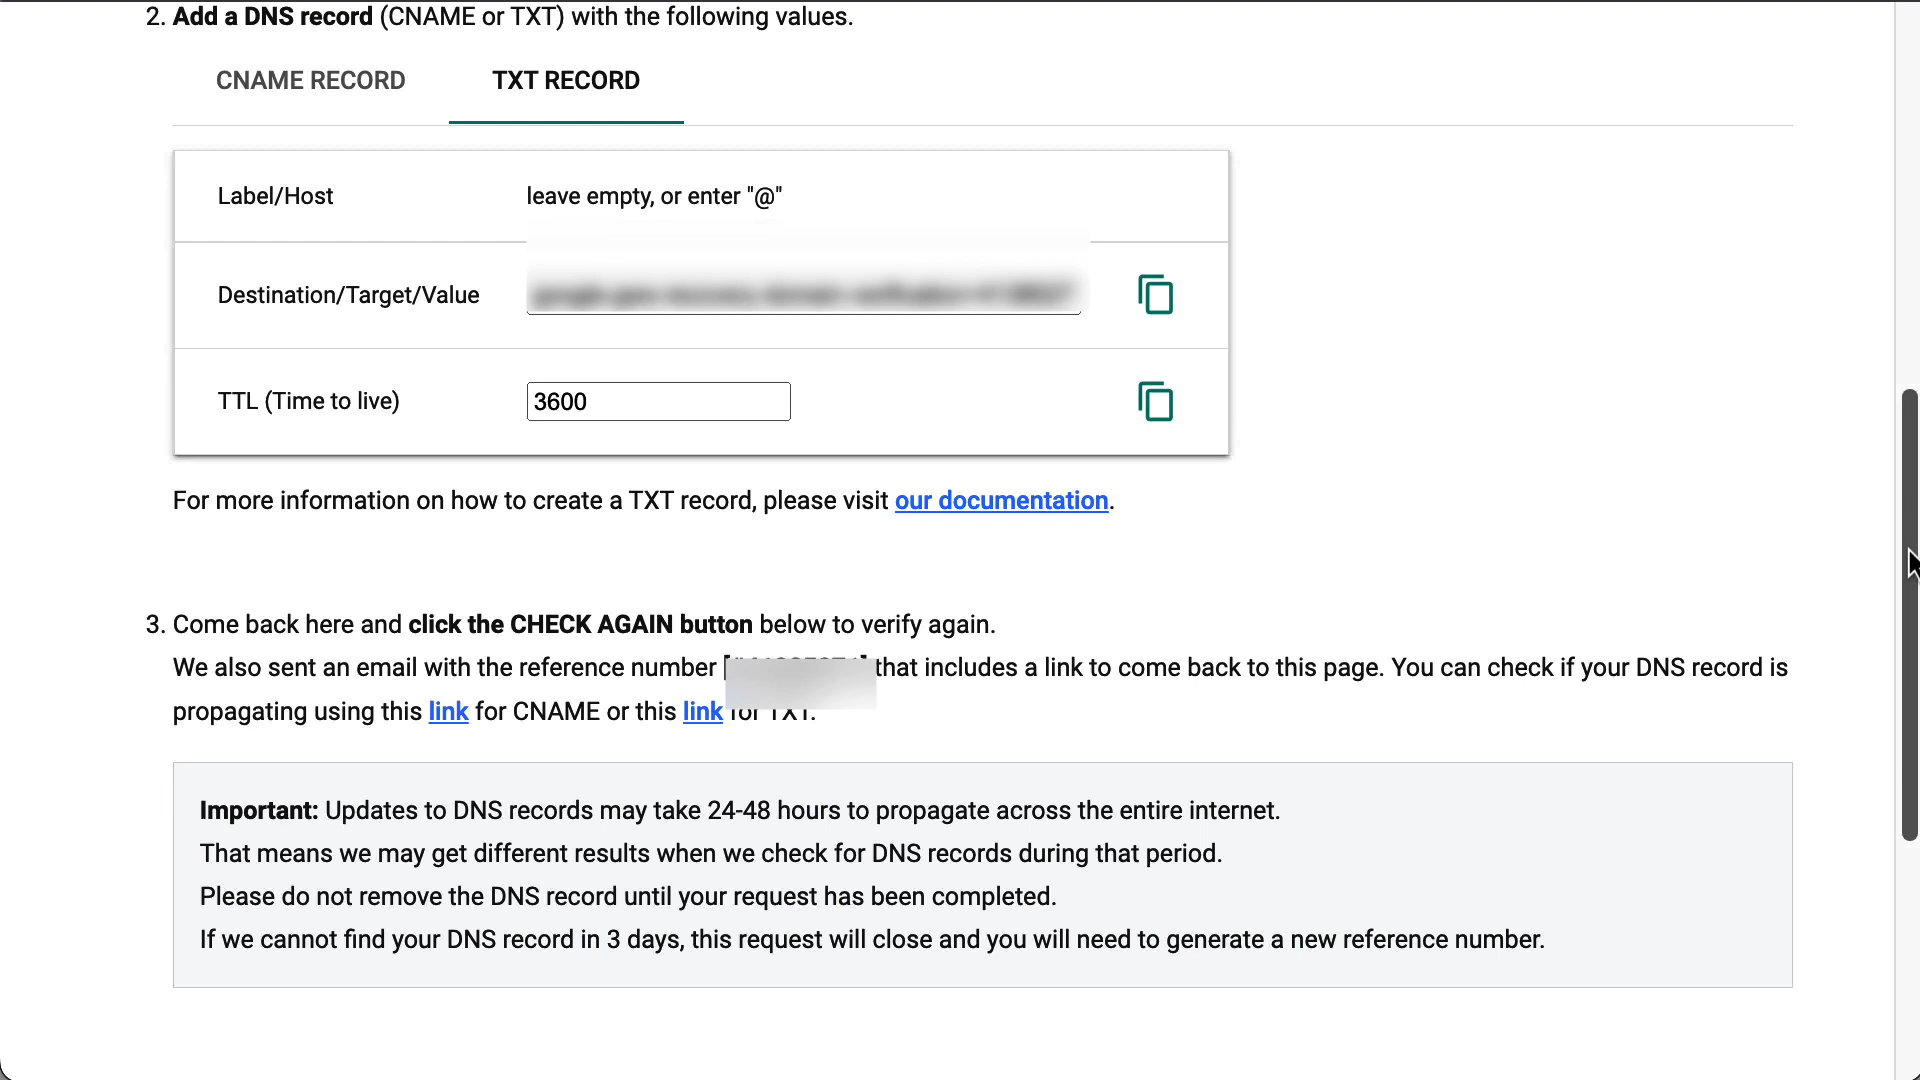 2. Add a DNS record (CNAME or TXT) with the following values.
CNAME RECORD TXT RECORD
Label/Host leave empty, or enter "@"
Destination/Target/Value
TTL (Time to live) 3600
For more information on how to create a TXT record, please visit our documentation.
3. Come back here and click the CHECK AGAIN button below to verify again.
We also sent an email with the reference number that includes a link to come back to this page. You can check if your DNS record is
propagating using this link for CNAME or this link for TXT.
Important: Updates to DNS records may take 24-48 hours to propagate across the entire internet.
That means we may get different results when we check for DNS records during that period.
Please do not remove the DNS record until your request has been completed.
If we cannot find your DNS record in 3 days, this request will close and you will need to generate a new reference number.